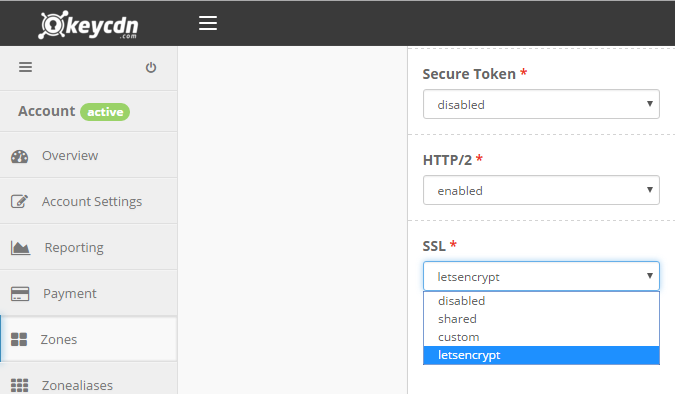 keycdn
.com
Account active
Overview
Account Settings
Reporting
Payment
Zones
Zonealiases
Secure Token *
disabled
HTTP/2 *
enabled
SSL *
letsencrypt
disabled
shared
custom
letsencrypt